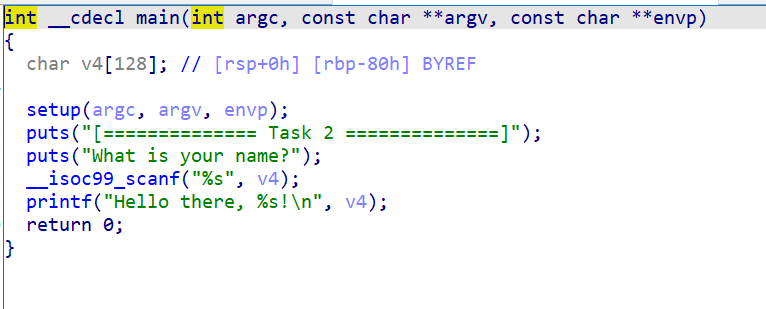 int __cdecl main(int argc, const char **argv, const char **envp)
{
  char v4[128]; // [rsp+0h] [rbp-80h] BYREF
  setup(argc, argv, envp);
  puts("[============== Task 2 ==============]");
  puts("What is your name?");
  __isoc99_scanf("%s", v4);
  printf("Hello there, %s!\n", v4);
  return 0;
}